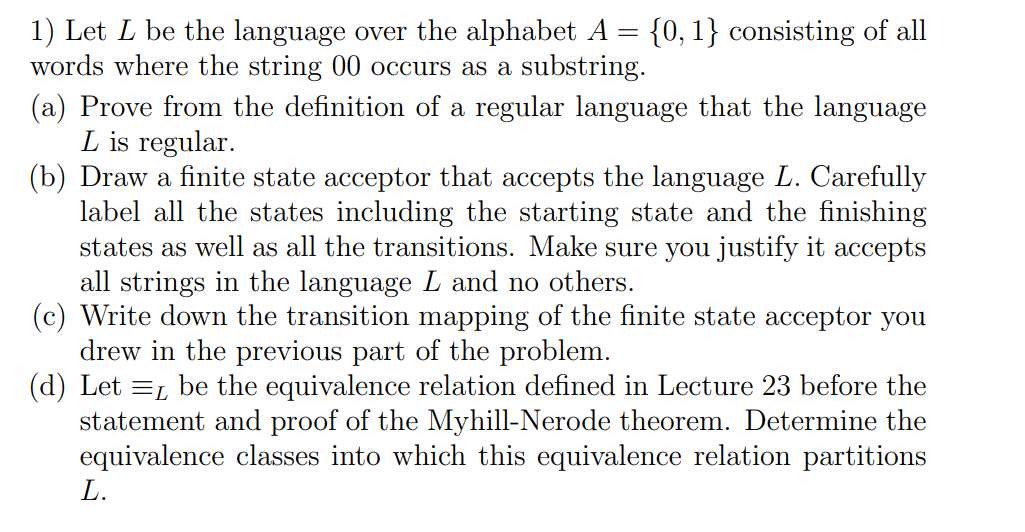 1) Let L be the language over the alphabet A = {0, 1} consisting of all
words where the string 00 occurs as a substring.
(a) Prove from the definition of a regular language that the language
L is regular.
(b) Draw a finite state acceptor that accepts the language L. Carefully
label all the states including the starting state and the finishing
states as well as all the transitions. Make sure you justify it accepts
all strings in the language L and no others.
(c) Write down the transition mapping of the finite state acceptor you
drew in the previous part of the problem.
(d) Let ≡_L be the equivalence relation defined in Lecture 23 before the
statement and proof of the Myhill-Nerode theorem. Determine the
equivalence classes into which this equivalence relation partitions
L.